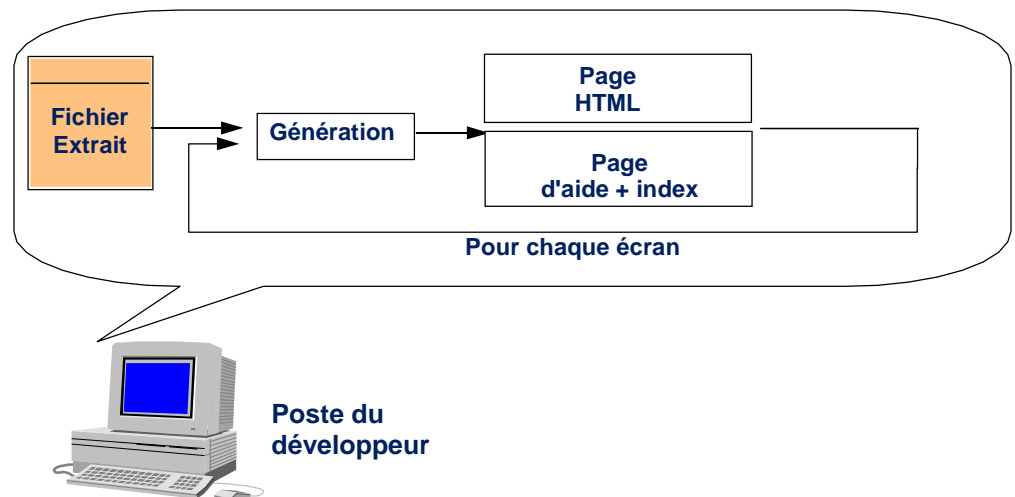 Fichier
Extrait
Génération
Page
HTML
Page
d'aide + index
Pour chaque écran
Poste du
développeur